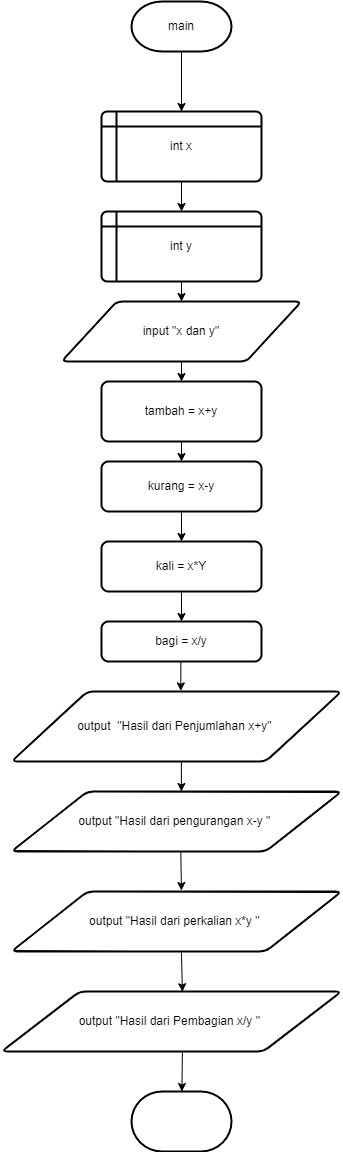 main
int x
int y
input "x dan y"
tambah = x+y
kurang = x-y
kali = x*Y
bagi = x/y
output  "Hasil dari Penjumlahan x+y"
output "Hasil dari pengurangan x-y "
output "Hasil dari perkalian x*y "
output "Hasil dari Pembagian x/y "